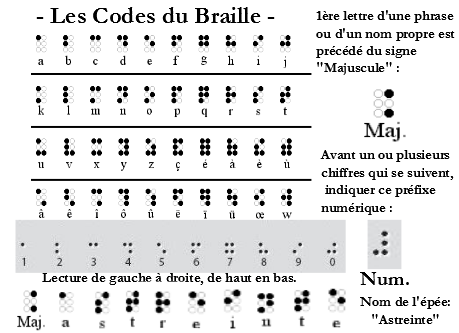 - Les Codes du Braille -
a b c d e f g h i j
k l m n o p q r s t
u v x y z ç é à è ù
â ê î ô û ë ï ü œ w
1 2 3 4 5 6 7 8 9 0
Lecture de gauche à droite, de haut en bas.
Maj. a s t r e i n t e
1ère lettre d'une phrase
ou d'un nom propre est
précédé du signe
"Majuscule" :
Maj.
Avant un ou plusieurs
chiffres qui se suivent,
indiquer ce préfixe
numérique :
Num.
Nom de l'épée:
"Astreinte"